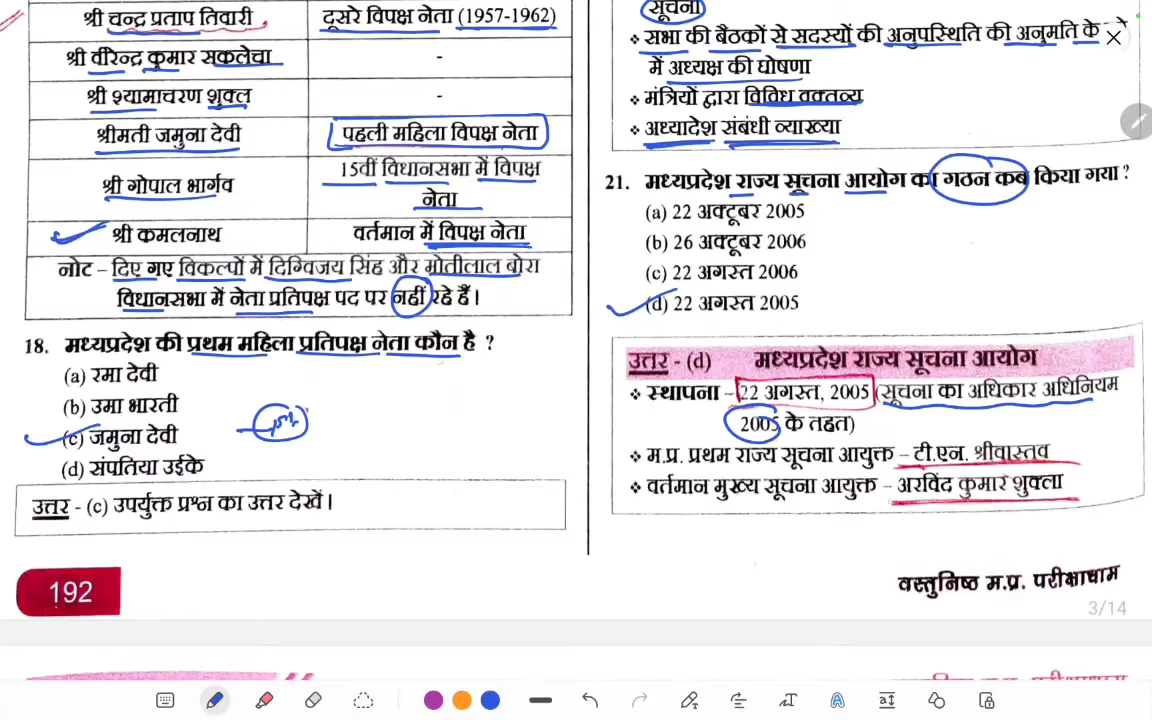 श्री चन्द्र प्रताप तिवारी
दूसरे विपक्ष नेता (1957-1962)
श्री वीरेन्द्र कुमार सकलेचा
-
श्री श्यामाचरण शुक्ल
-
श्रीमती जमुना देवी
पहली महिला विपक्ष नेता
श्री गोपाल भार्गव
15वीं विधानसभा में विपक्ष
नेता
श्री कमलनाथ
वर्तमान में विपक्ष नेता
नोट - दिए गए विकल्पों में दिग्विजय सिंह और मोतीलाल बोरा
विधानसभा में नेता प्रतिपक्ष पद पर नहीं रहे हैं।
18. मध्यप्रदेश की प्रथम महिला प्रतिपक्ष नेता कौन है ?
(a) रमा देवी
(b) उमा भारती
(c) जमुना देवी
(d) संपतिया उईके
उत्तर - (c) उपर्युक्त प्रश्न का उत्तर देखें।
192
सूचना
❖ सभा की बैठकों से सदस्यों की अनुपस्थिति की अनुमति के
में अध्यक्ष की घोषणा
❖ मंत्रियों द्वारा विविध वक्तव्य
❖ अध्यादेश संबंधी व्याख्या
21. मध्यप्रदेश राज्य सूचना आयोग का गठन कब किया गया ?
(a) 22 अक्टूबर 2005
(b) 26 अक्टूबर 2006
(c) 22 अगस्त 2006
(d) 22 अगस्त 2005
उत्तर - (d) मध्यप्रदेश राज्य सूचना आयोग
❖ स्थापना - 22 अगस्त, 2005 (सूचना का अधिकार अधिनियम
2005 के तहत)
❖ म.प्र. प्रथम राज्य सूचना आयुक्त - टी.एन. श्रीवास्तव
❖ वर्तमान मुख्य सूचना आयुक्त - अरविंद कुमार शुक्ला
वस्तुनिष्ठ म.प्र. परीक्षाधाम
3/14